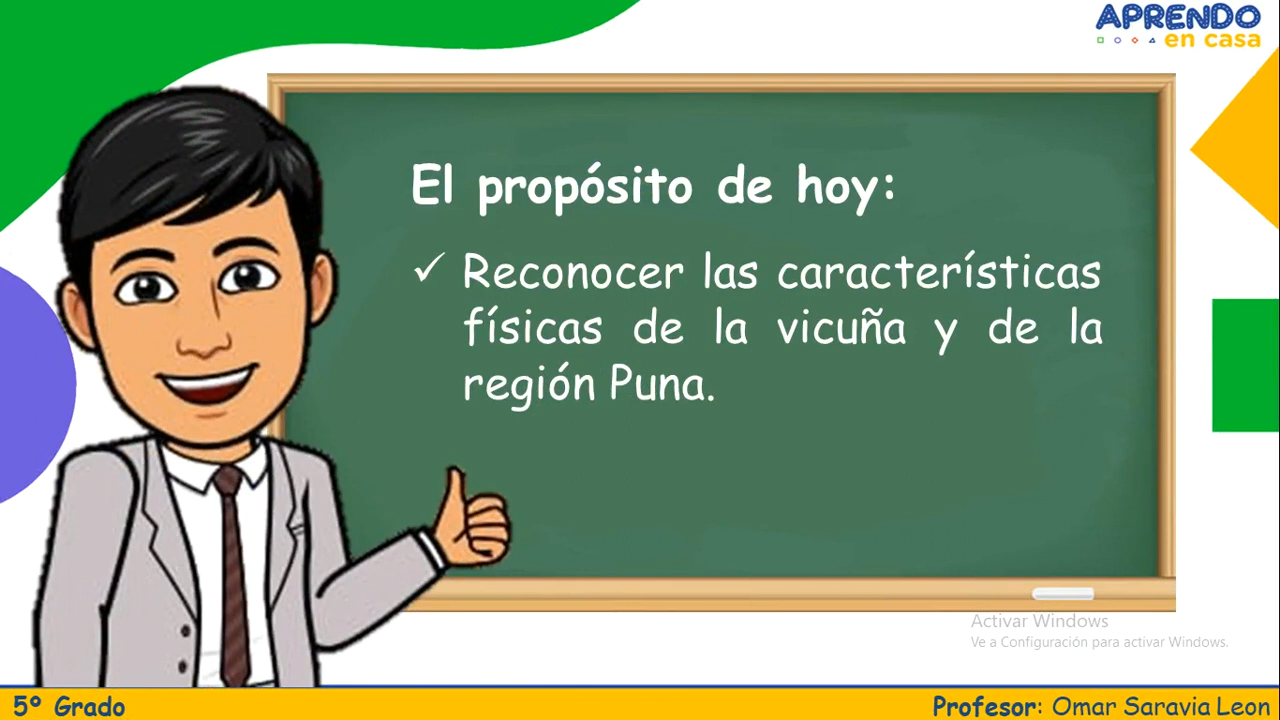 APRENDO
en casa
El propósito de hoy:
✓ Reconocer las características
físicas de la vicuña y de la
región Puna.
Activar Windows
Ve a Configuración para activar Windows.
5º Grado
Profesor: Omar Saravia Leon